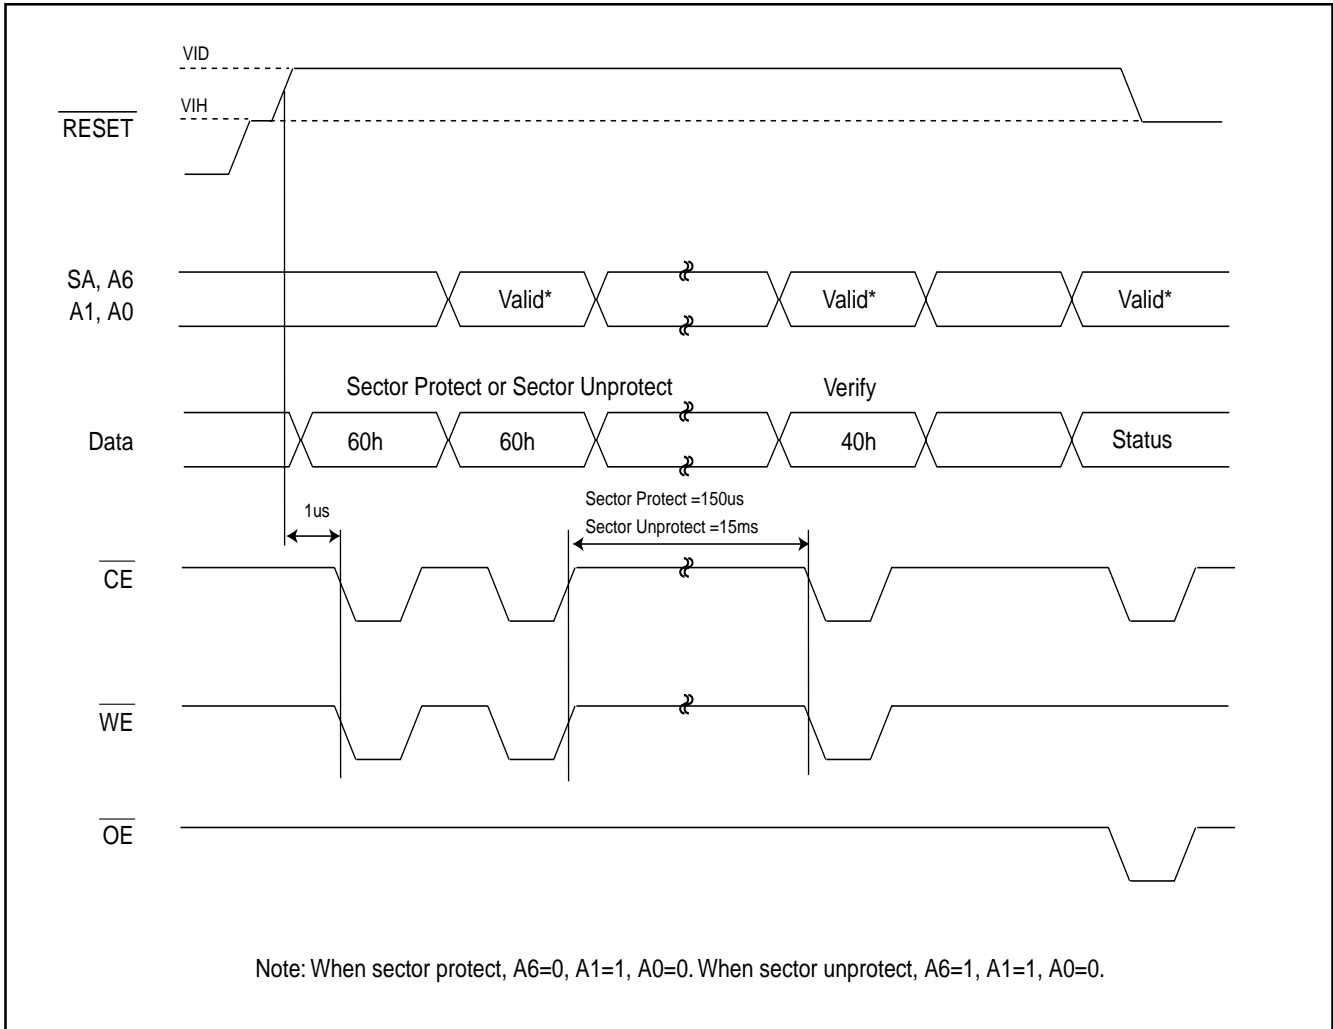 VID
VIH
RESET
SA, A6
A1, A0
Valid*
Valid*
Valid*
Sector Protect or Sector Unprotect
Verify
Data
60h
60h
40h
Status
1us
Sector Protect =150us
Sector Unprotect =15ms
CE
WE
OE
Note: When sector protect, A6=0, A1=1, A0=0. When sector unprotect, A6=1, A1=1, A0=0.